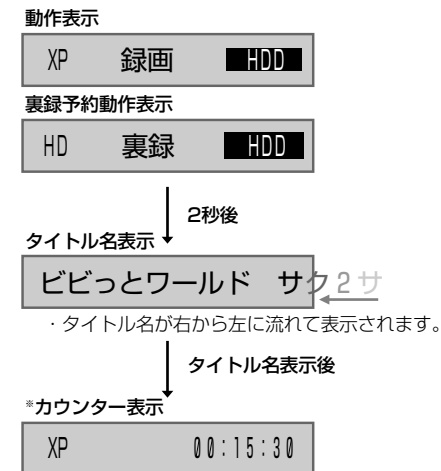 動作表示
XP 録画 HDD
裏録予約動作表示
HD 裏録 HDD
2秒後
タイトル名表示
ビビっとワールド サク2サ
・タイトル名が右から左に流れて表示されます。
タイトル名表示後
※カウンター表示
XP 00:15:30